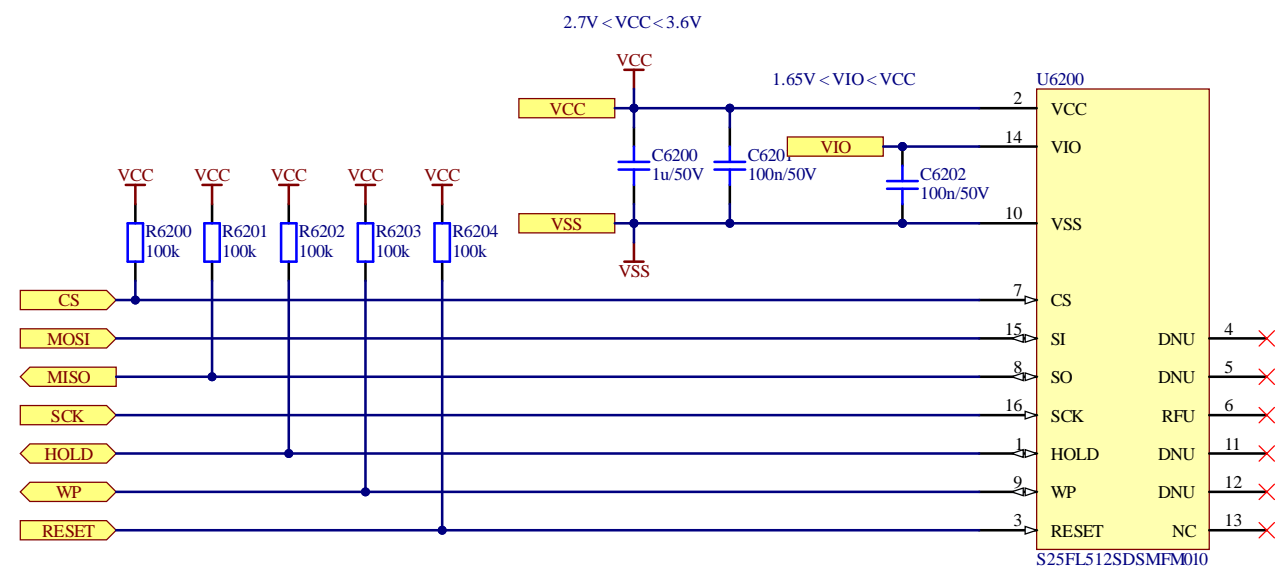 2.7V<VCC<3.6V
VCC
1.65V<VIO<VCC
U6200
VCC
2
VCC
VIO
14
VIO
C6200
1u/50V
C6201
100n/50V
C6202
100n/50V
VCC
VCC
VCC
VCC
VCC
VSS
10
VSS
R6200
100k
R6201
100k
R6202
100k
R6203
100k
R6204
100k
VSS
CS
7
CS
MOSI
15
SI
DNU
4
MISO
8
SO
DNU
5
SCK
16
SCK
RFU
6
HOLD
1
HOLD
DNU
11
WP
9
WP
DNU
12
RESET
3
RESET
NC
13
S25FL512SDSMFM010